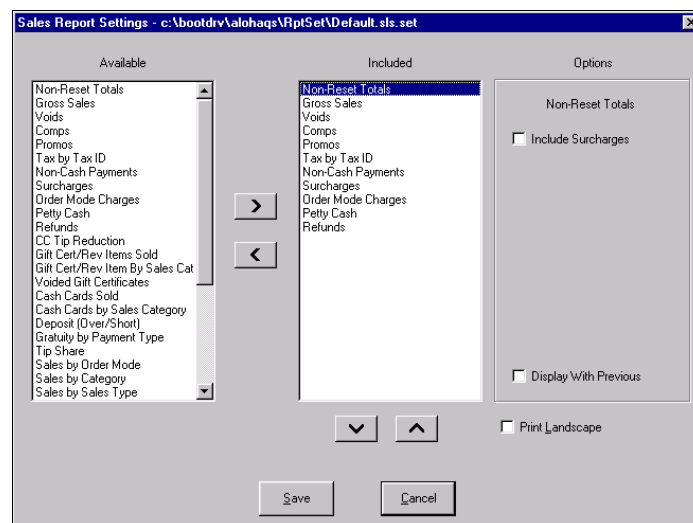 Sales Report Settings - c:\bootdrv\alohaqs\RptSet\Default.sls.set
Available
Non-Reset Totals
Gross Sales
Voids
Comps
Promos
Tax by Tax ID
Non-Cash Payments
Surcharges
Order Mode Charges
Petty Cash
Refunds
CC Tip Reduction
Gift Cert/Rev Items Sold
Gift Cert/Rev Item By Sales Cat
Voided Gift Certificates
Cash Cards Sold
Cash Cards by Sales Category
Deposit (Over/Short)
Gratuity by Payment Type
Tip Share
Sales by Order Mode
Sales by Category
Sales by Sales Type
Included
Non-Reset Totals
Gross Sales
Voids
Comps
Promos
Tax by Tax ID
Non-Cash Payments
Surcharges
Order Mode Charges
Petty Cash
Refunds
Options
Non-Reset Totals
Include Surcharges
Display With Previous
Print Landscape
Save
Cancel